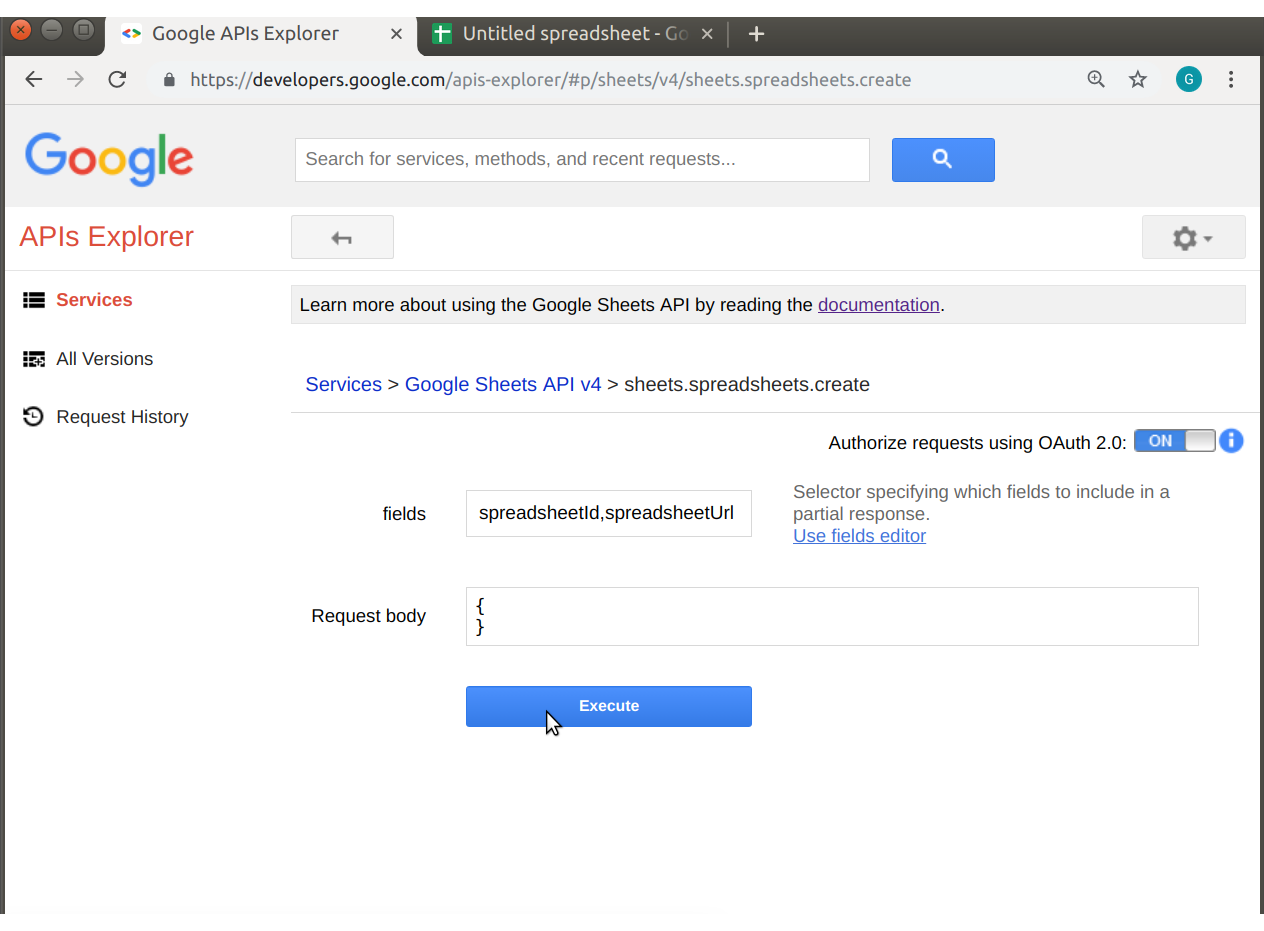 Google APIs Explorer
Untitled spreadsheet - Go
https://developers.google.com/apis-explorer/#p/sheets/v4/sheets.spreadsheets.create
G
Google
Search for services, methods, and recent requests...
APIs Explorer
Services
Learn more about using the Google Sheets API by reading the documentation.
All Versions
Services > Google Sheets API v4 > sheets.spreadsheets.create
Request History
Authorize requests using OAuth 2.0: ON
fields
spreadsheetId,spreadsheetUrl
Selector specifying which fields to include in a
partial response.
Use fields editor
Request body
{
}
Execute